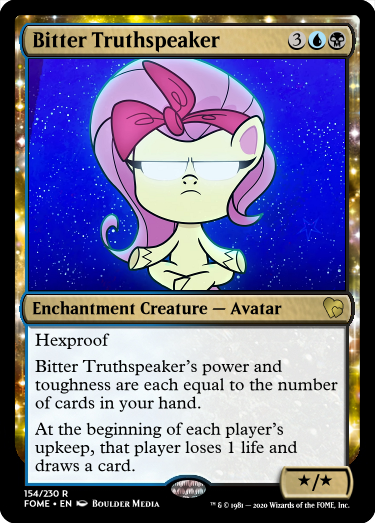 Bitter Truthspeaker 3
Enchantment Creature — Avatar
Hexproof
Bitter Truthspeaker's power and
toughness are each equal to the number
of cards in your hand.
At the beginning of each player's
upkeep, that player loses 1 life and
draws a card.
★/★
154/230 R
FOME • EN BOULDER MEDIA
™ & © 1981 — 2020 Wizards of the FOME, Inc.